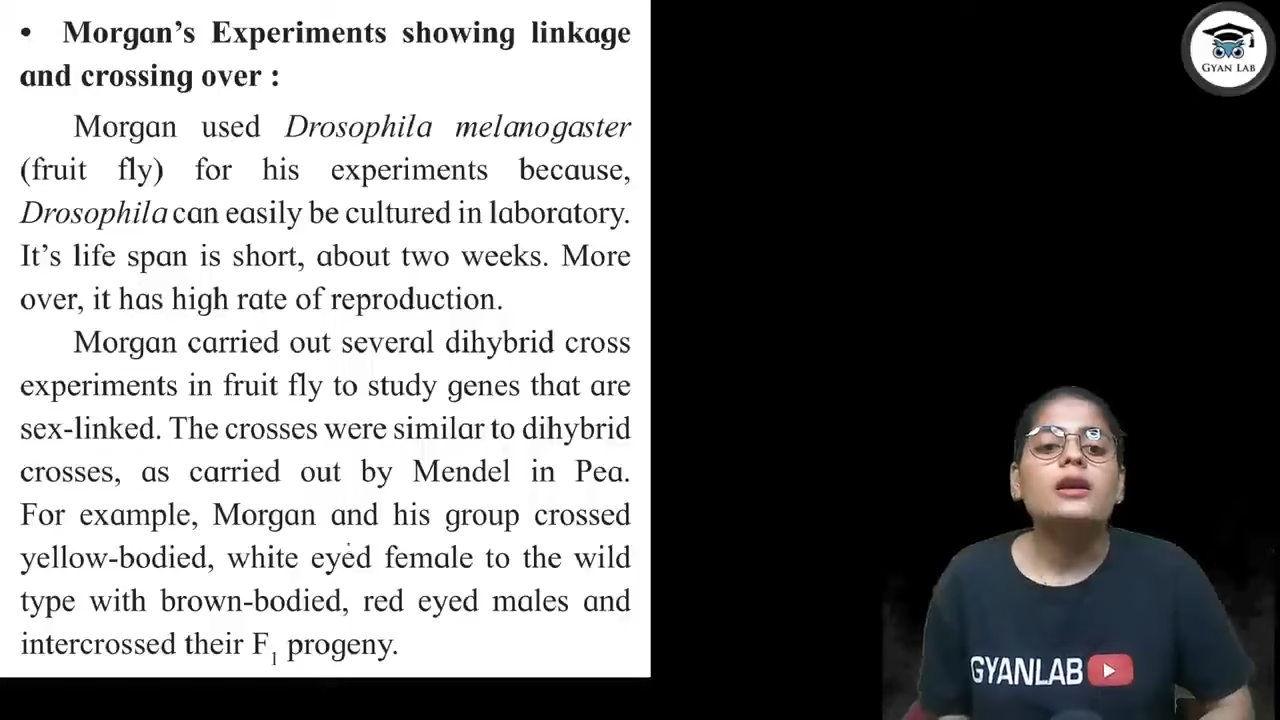 • Morgan’s Experiments showing linkage
and crossing over :
Morgan used Drosophila melanogaster
(fruit fly) for his experiments because,
Drosophila can easily be cultured in laboratory.
It’s life span is short, about two weeks. More
over, it has high rate of reproduction.
Morgan carried out several dihybrid cross
experiments in fruit fly to study genes that are
sex-linked. The crosses were similar to dihybrid
crosses, as carried out by Mendel in Pea.
For example, Morgan and his group crossed
yellow-bodied, white eyed female to the wild
type with brown-bodied, red eyed males and
intercrossed their F1 progeny.
GYAN LAB
GYANLAB